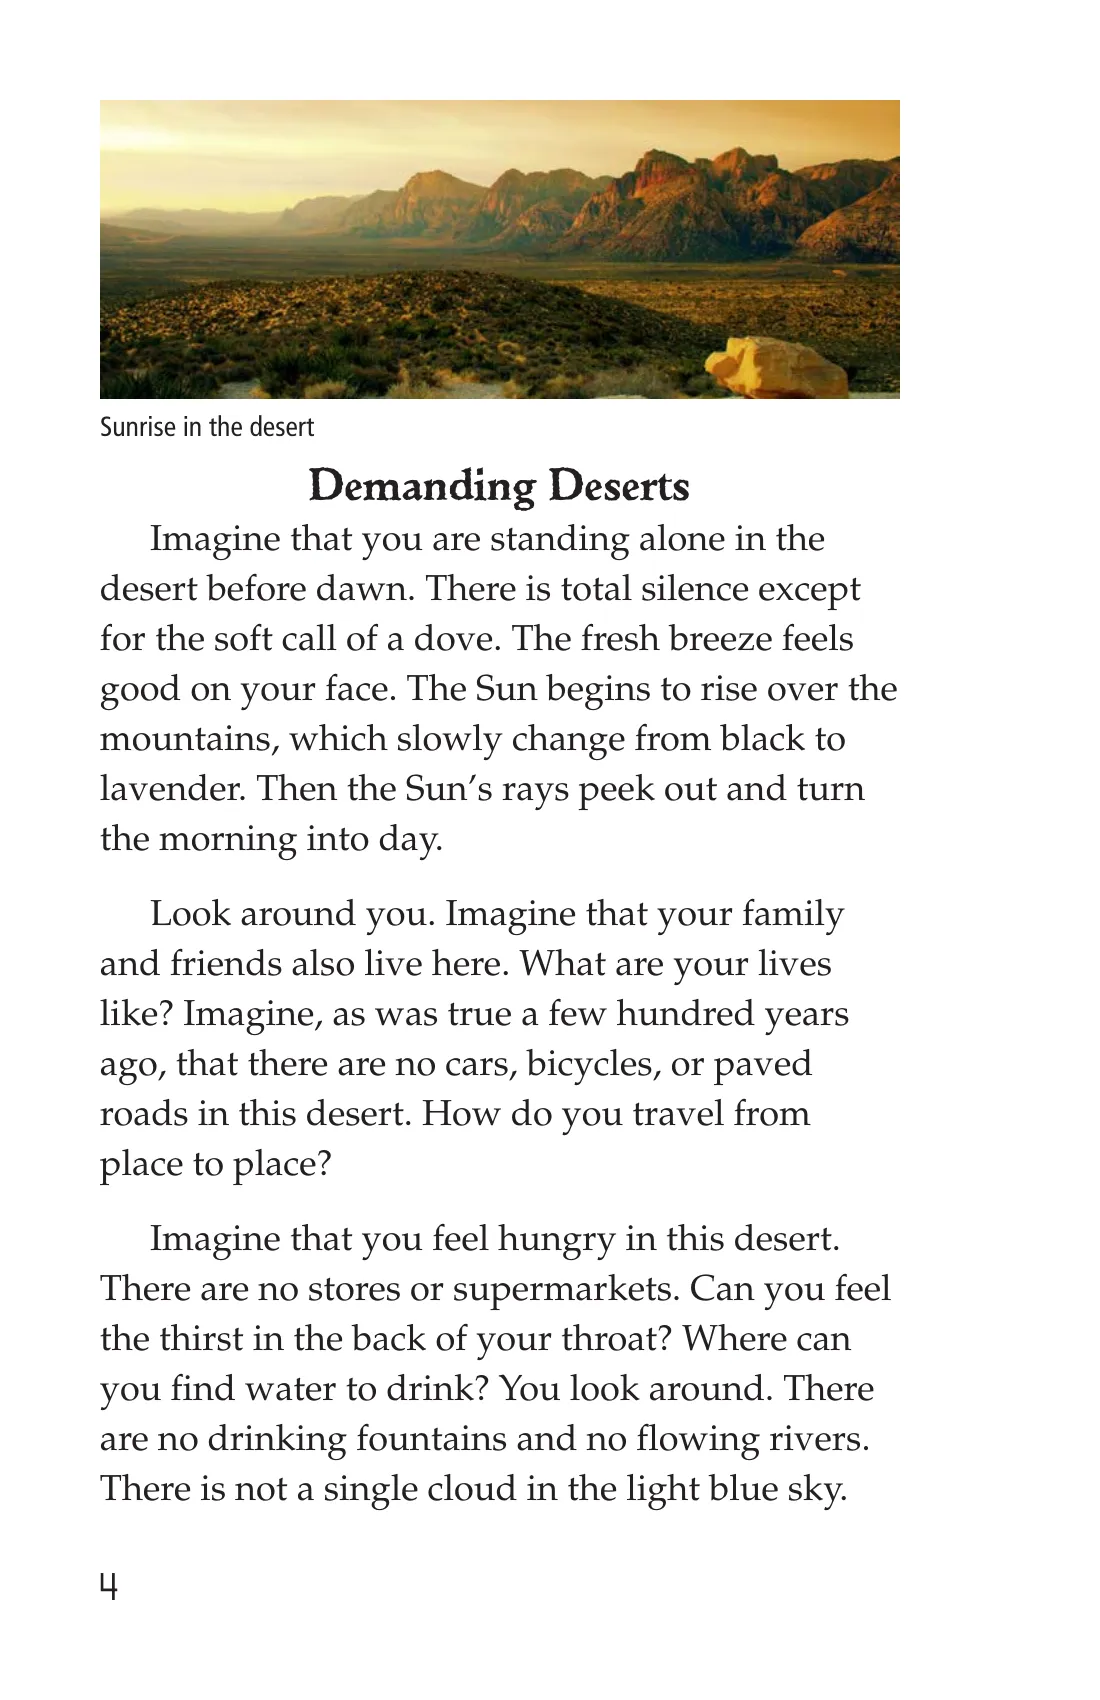 Sunrise in the desert
Demanding Deserts
Imagine that you are standing alone in the
desert before dawn. There is total silence except
for the soft call of a dove. The fresh breeze feels
good on your face. The Sun begins to rise over the
mountains, which slowly change from black to
lavender. Then the Sun’s rays peek out and turn
the morning into day.
Look around you. Imagine that your family
and friends also live here. What are your lives
like? Imagine, as was true a few hundred years
ago, that there are no cars, bicycles, or paved
roads in this desert. How do you travel from
place to place?
Imagine that you feel hungry in this desert.
There are no stores or supermarkets. Can you feel
the thirst in the back of your throat? Where can
you find water to drink? You look around. There
are no drinking fountains and no flowing rivers.
There is not a single cloud in the light blue sky.
4